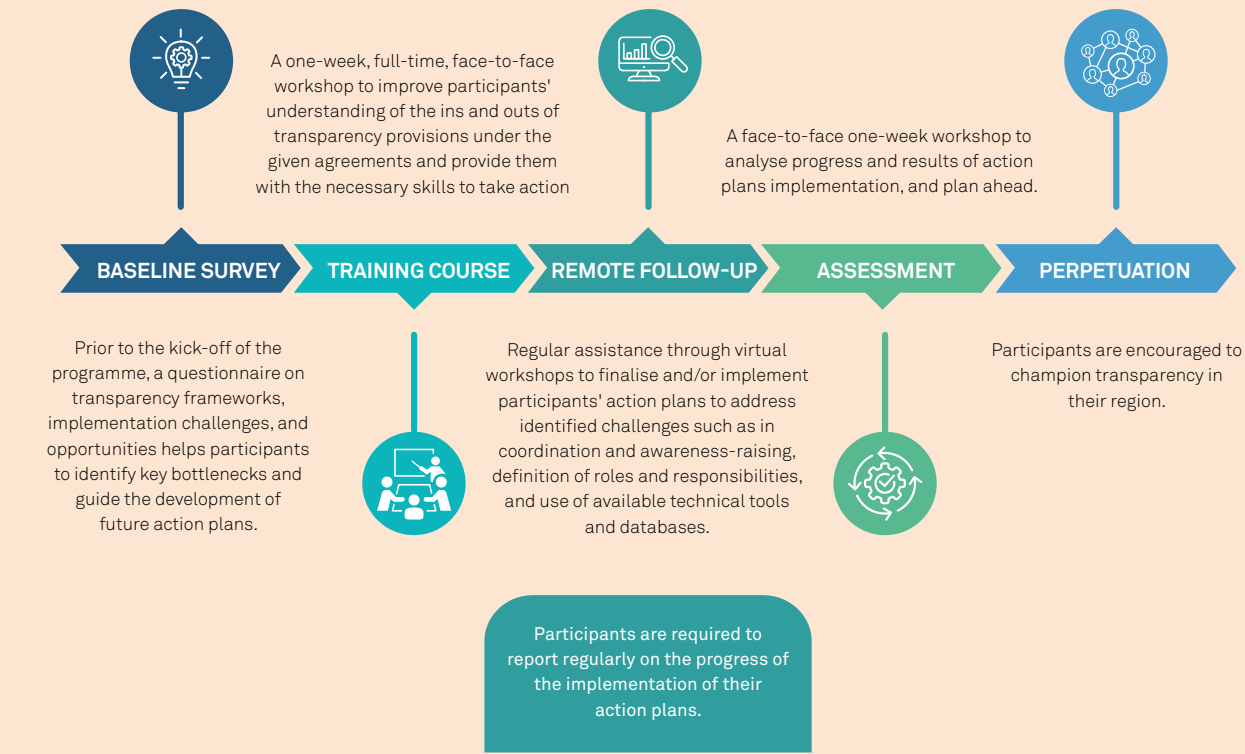 A one-week, full-time, face-to-face
workshop to improve participants'
understanding of the ins and outs of
transparency provisions under the
given agreements and provide them
with the necessary skills to take action
A face-to-face one-week workshop to
analyse progress and results of action
plans implementation, and plan ahead.
BASELINE SURVEY
TRAINING COURSE
REMOTE FOLLOW-UP
ASSESSMENT
PERPETUATION
Prior to the kick-off of the
programme, a questionnaire on
transparency frameworks,
implementation challenges, and
opportunities helps participants
to identify key bottlenecks and
guide the development of
future action plans.
Regular assistance through virtual
workshops to finalise and/or implement
participants' action plans to address
identified challenges such as in
coordination and awareness-raising,
definition of roles and responsibilities,
and use of available technical tools
and databases.
Participants are encouraged to
champion transparency in
their region.
Participants are required to
report regularly on the progress of
the implementation of their
action plans.